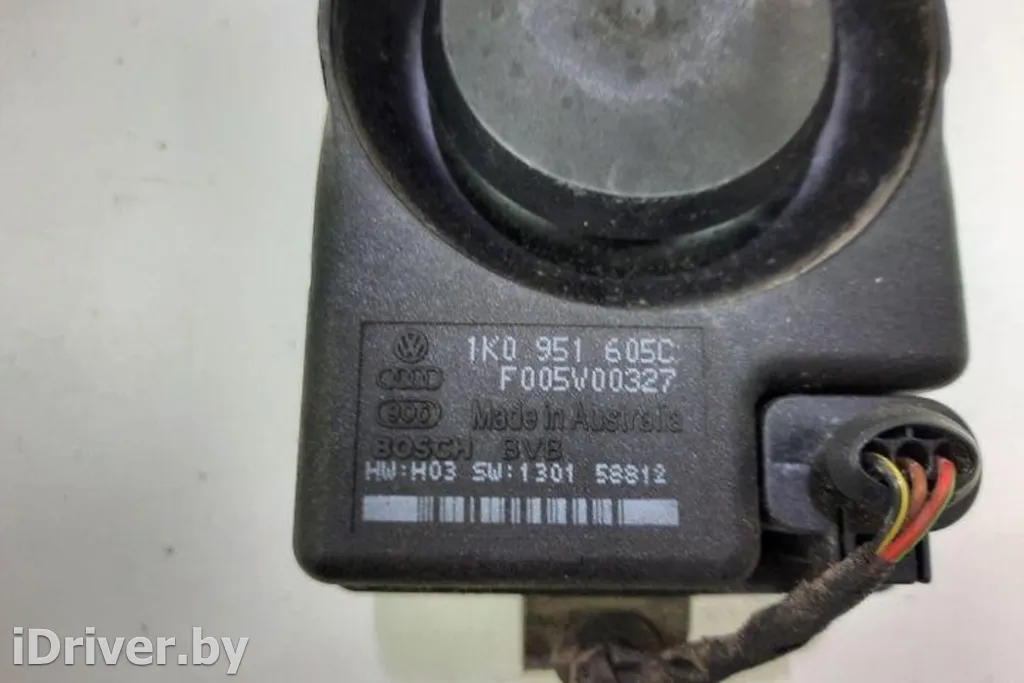 1K0 951 605C
F005V00327
Made in Australia
BOSCH BVB
HW:H03 SW:1301 58812
iDriver.by